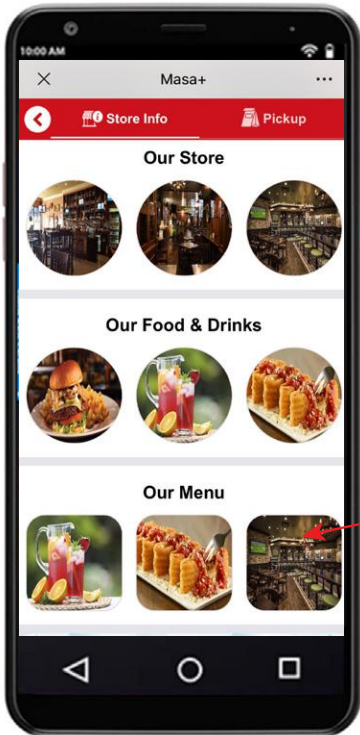 10:00 AM
Masa+
Store Info
Pickup
Our Store
Our Food & Drinks
Our Menu